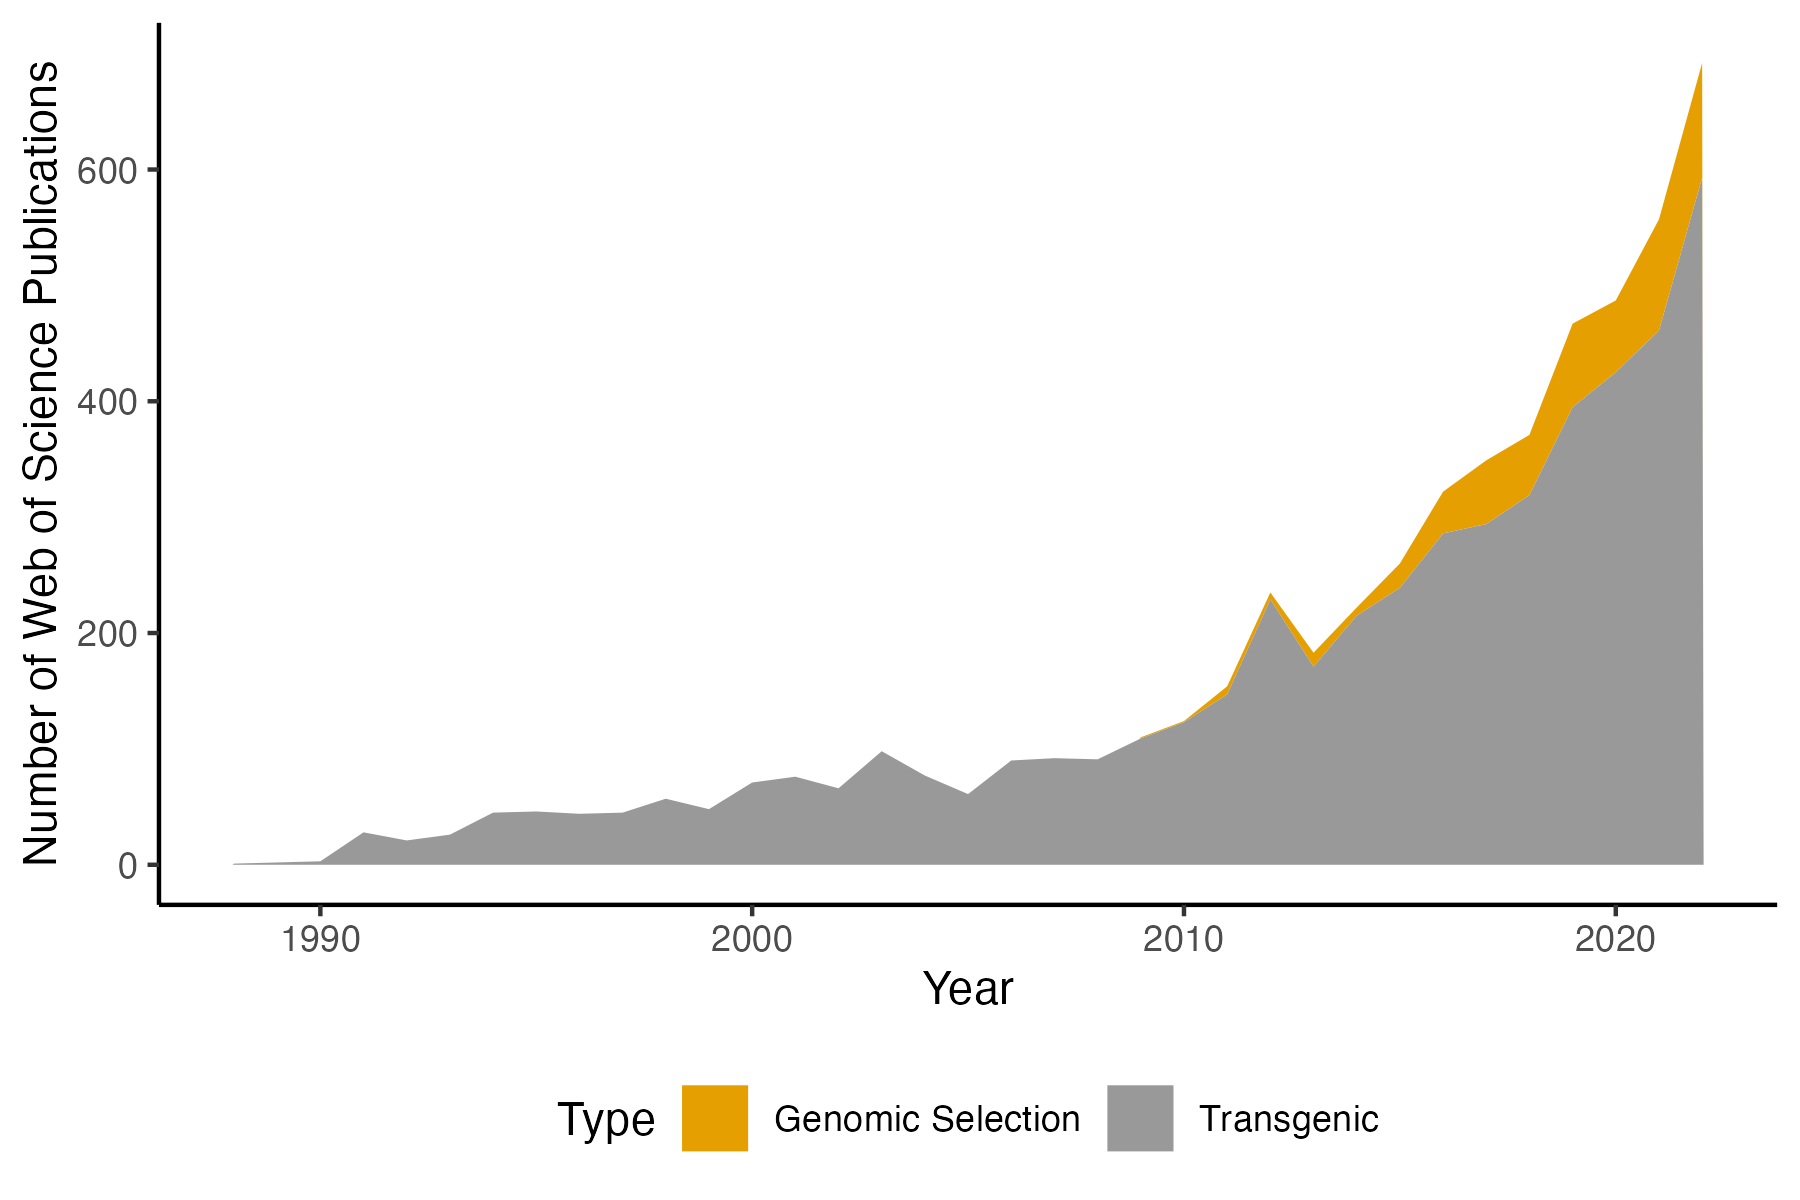 Number of Web of Science Publications
600
400
200
0
1990 2000 2010 2020
Year
Type Genomic Selection Transgenic